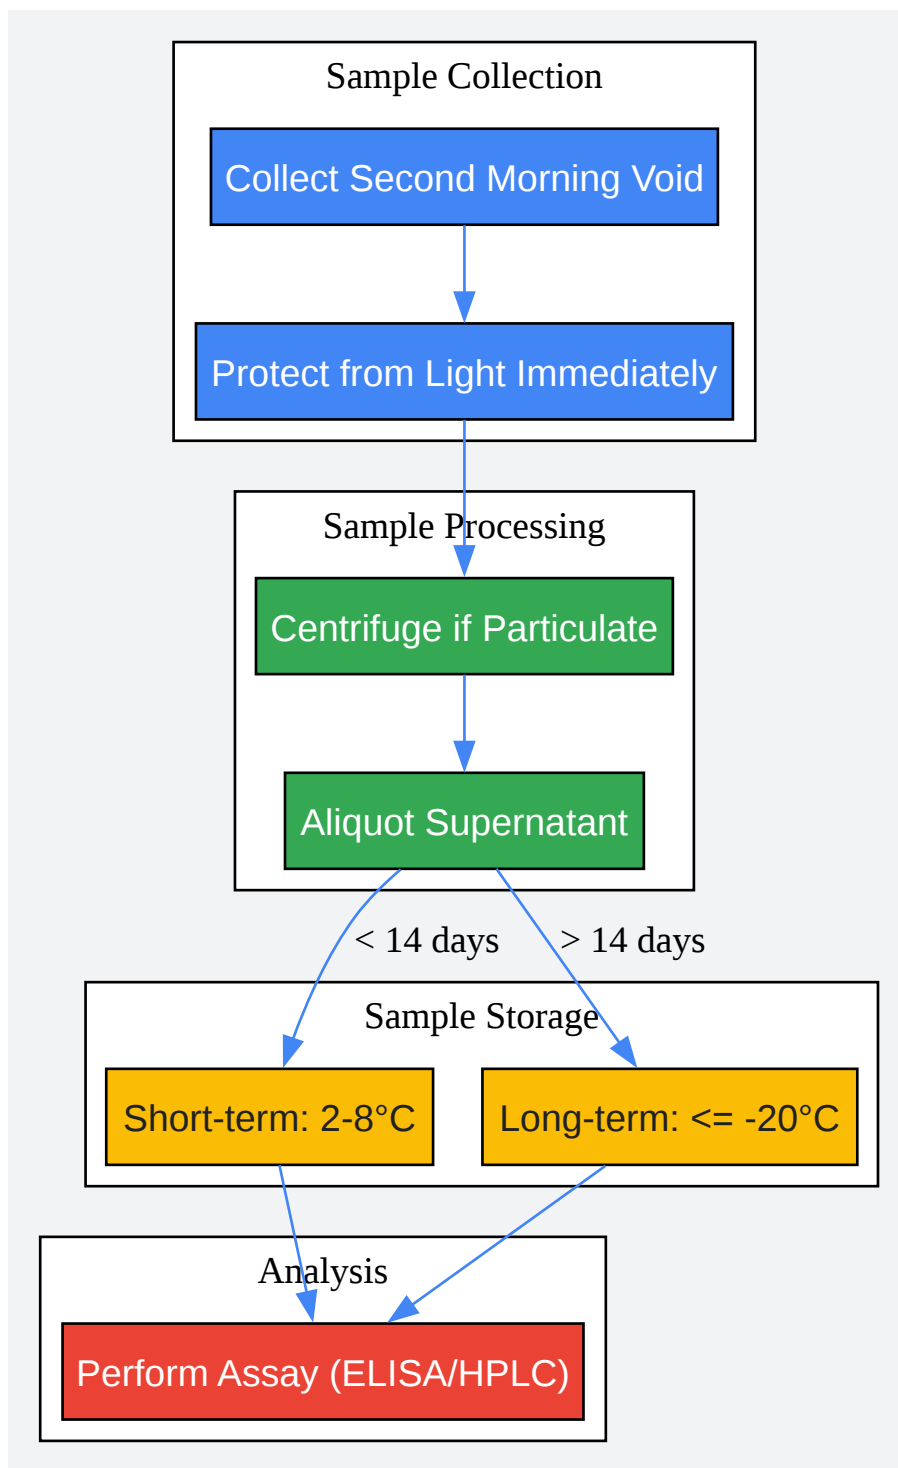 Sample Collection
Collect Second Morning Void
Protect from Light Immediately
Sample Processing
Centrifuge if Particulate
Aliquot Supernatant
< 14 days
> 14 days
Sample Storage
Short-term: 2-8°C
Long-term: <= -20°C
Analysis
Perform Assay (ELISA/HPLC)